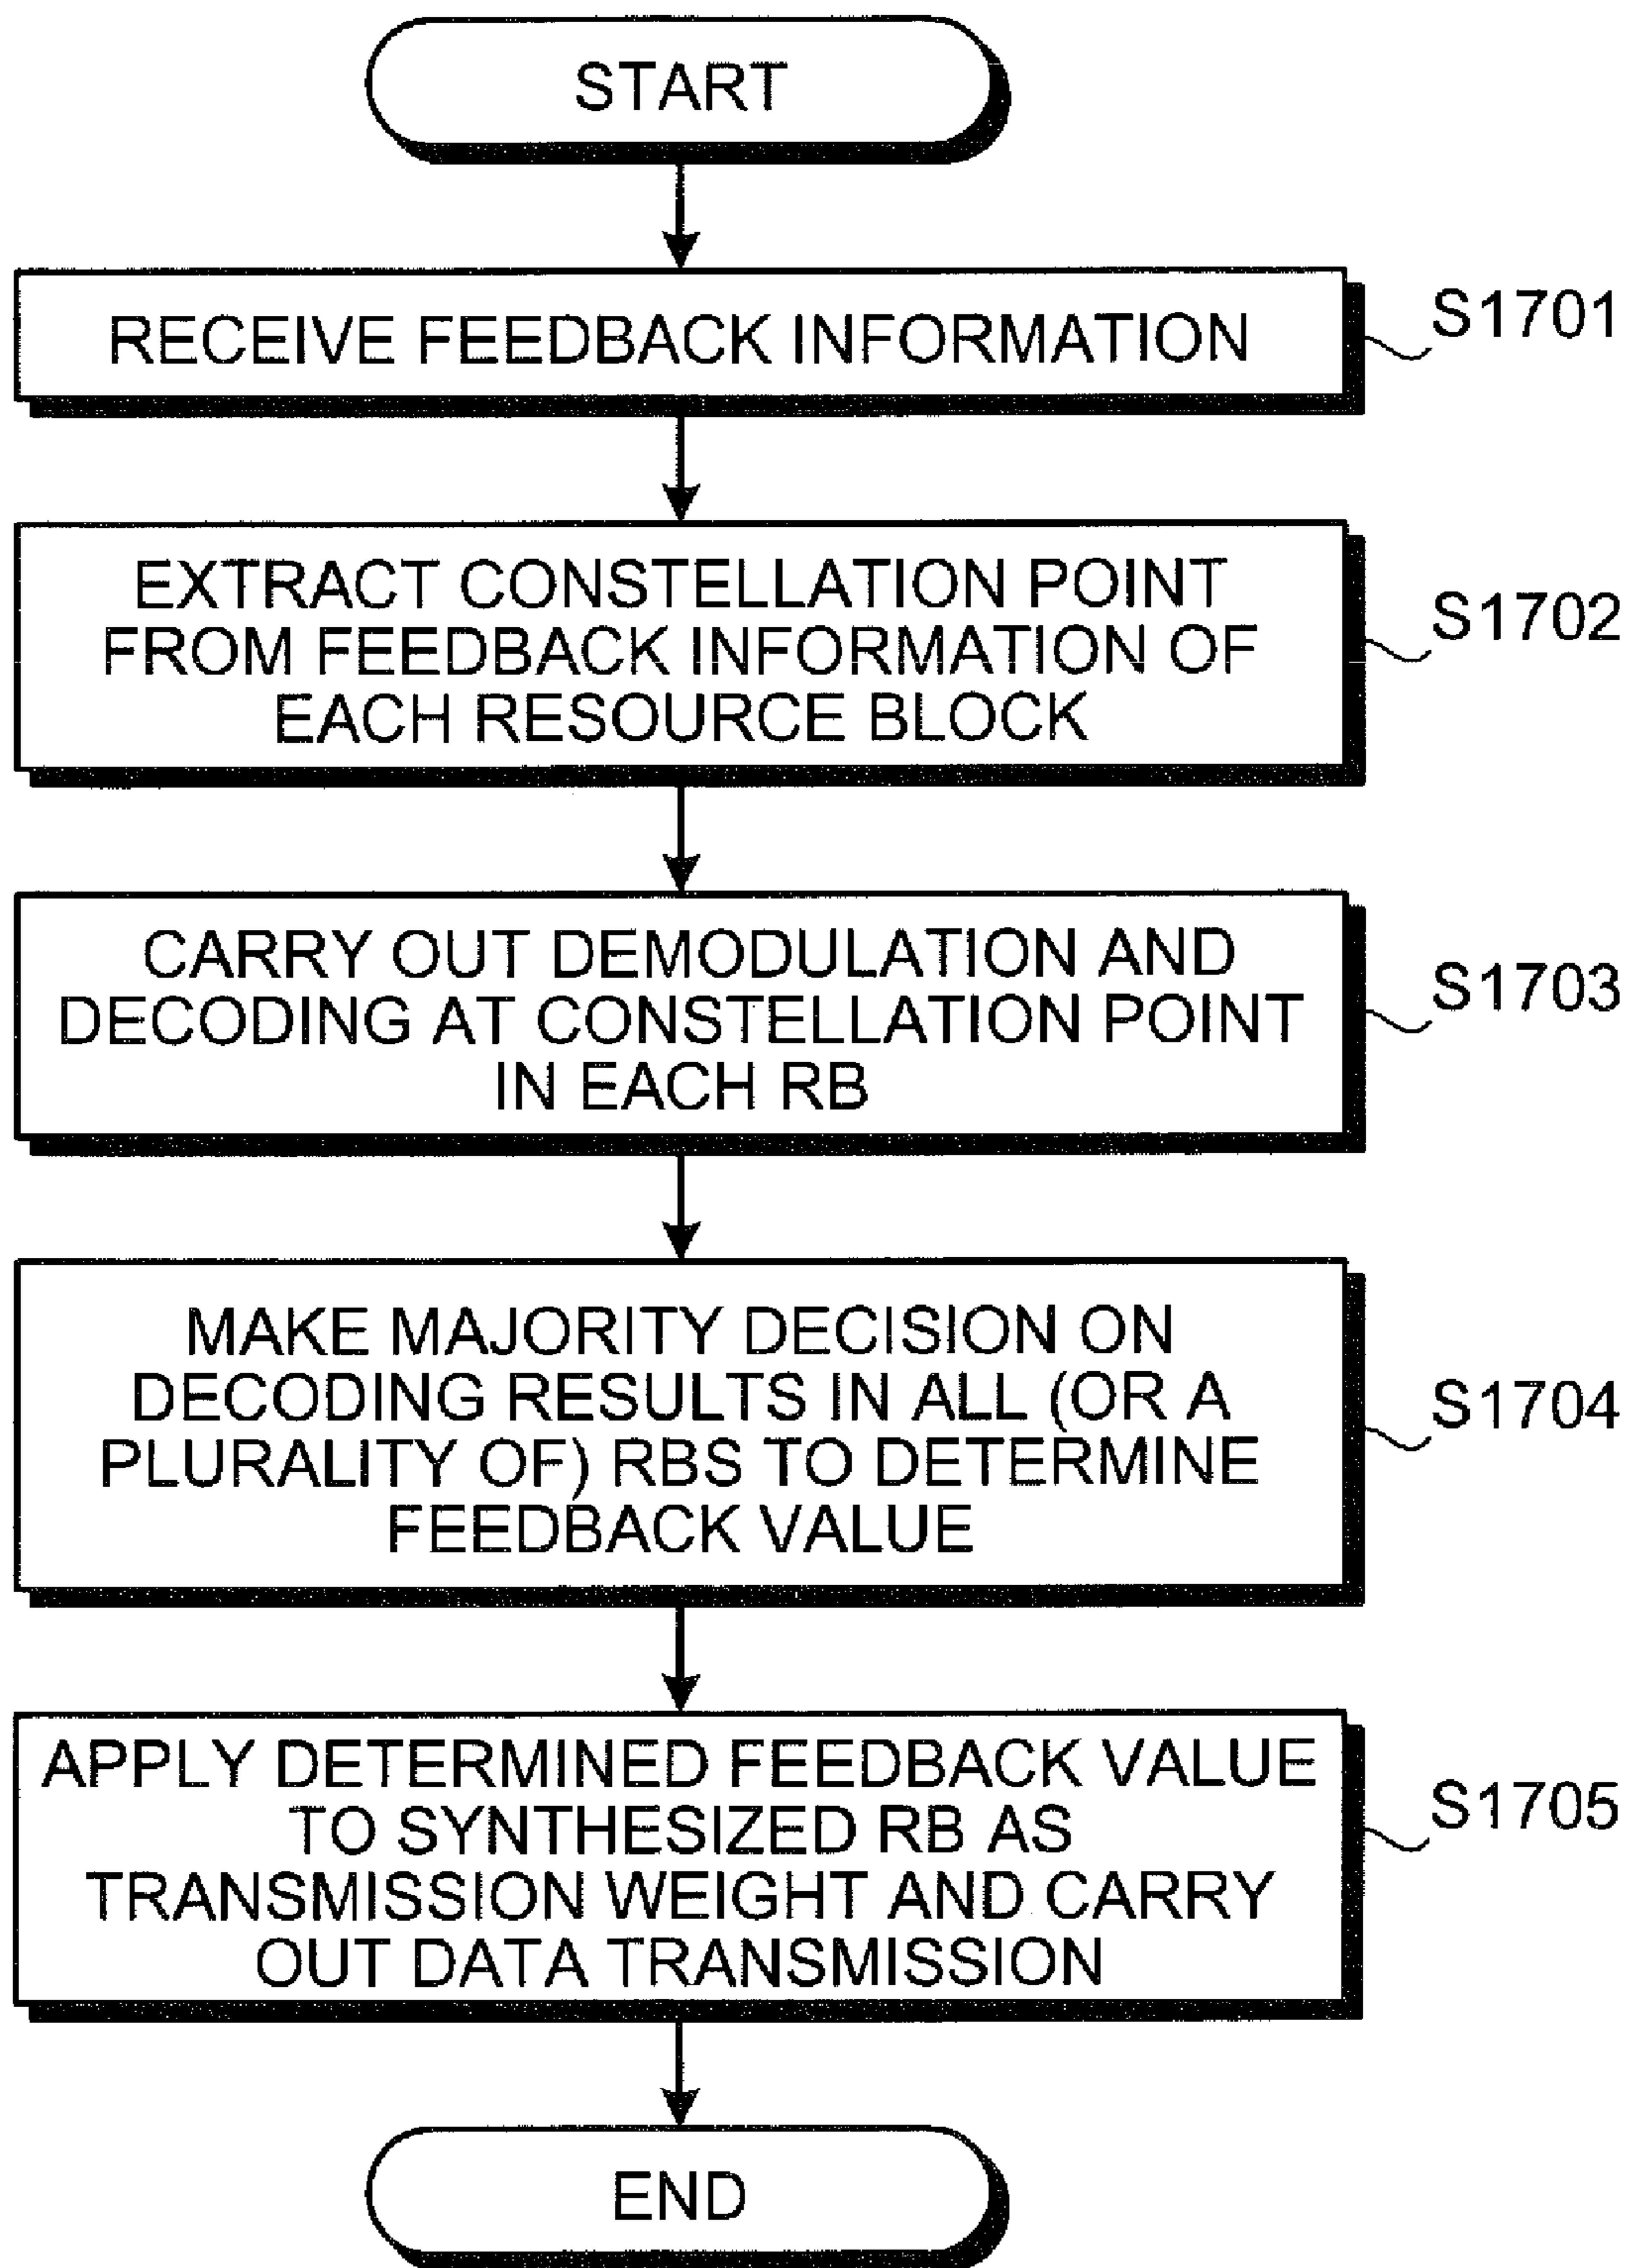 START
RECEIVE FEEDBACK INFORMATION
S1701
EXTRACT CONSTELLATION POINT
FROM FEEDBACK INFORMATION OF
EACH RESOURCE BLOCK
S1702
CARRY OUT DEMODULATION AND
DECODING AT CONSTELLATION POINT
IN EACH RB
S1703
MAKE MAJORITY DECISION ON
DECODING RESULTS IN ALL (OR A
PLURALITY OF) RBS TO DETERMINE
FEEDBACK VALUE
S1704
APPLY DETERMINED FEEDBACK VALUE
TO SYNTHESIZED RB AS
TRANSMISSION WEIGHT AND CARRY
OUT DATA TRANSMISSION
S1705
END